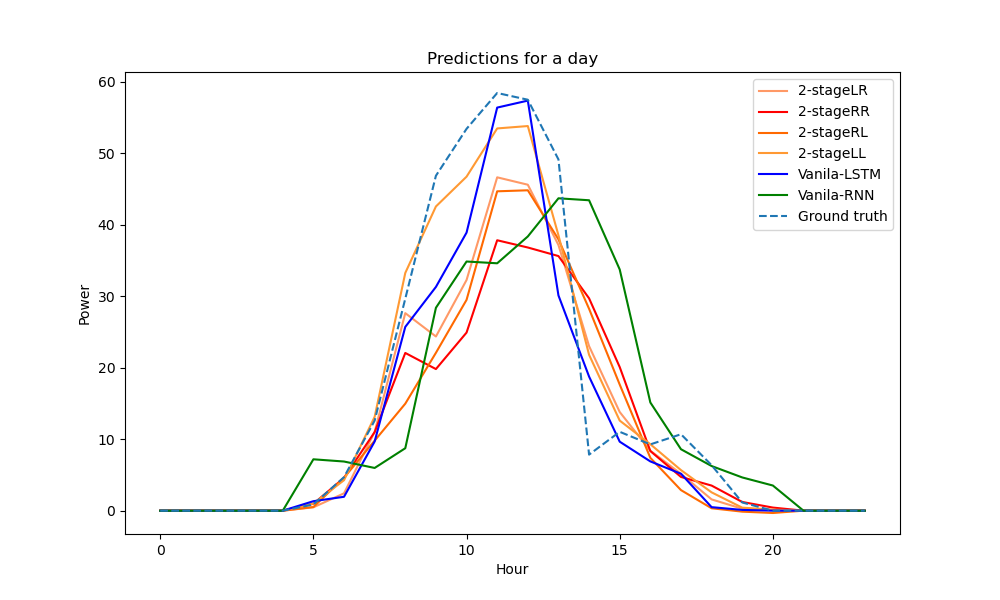 Predictions for a day
60
50
40
30
20
10
0
Power
0 5 10 15 20
Hour
2-stageLR
2-stageRR
2-stageRL
2-stageLL
Vanila-LSTM
Vanila-RNN
Ground truth